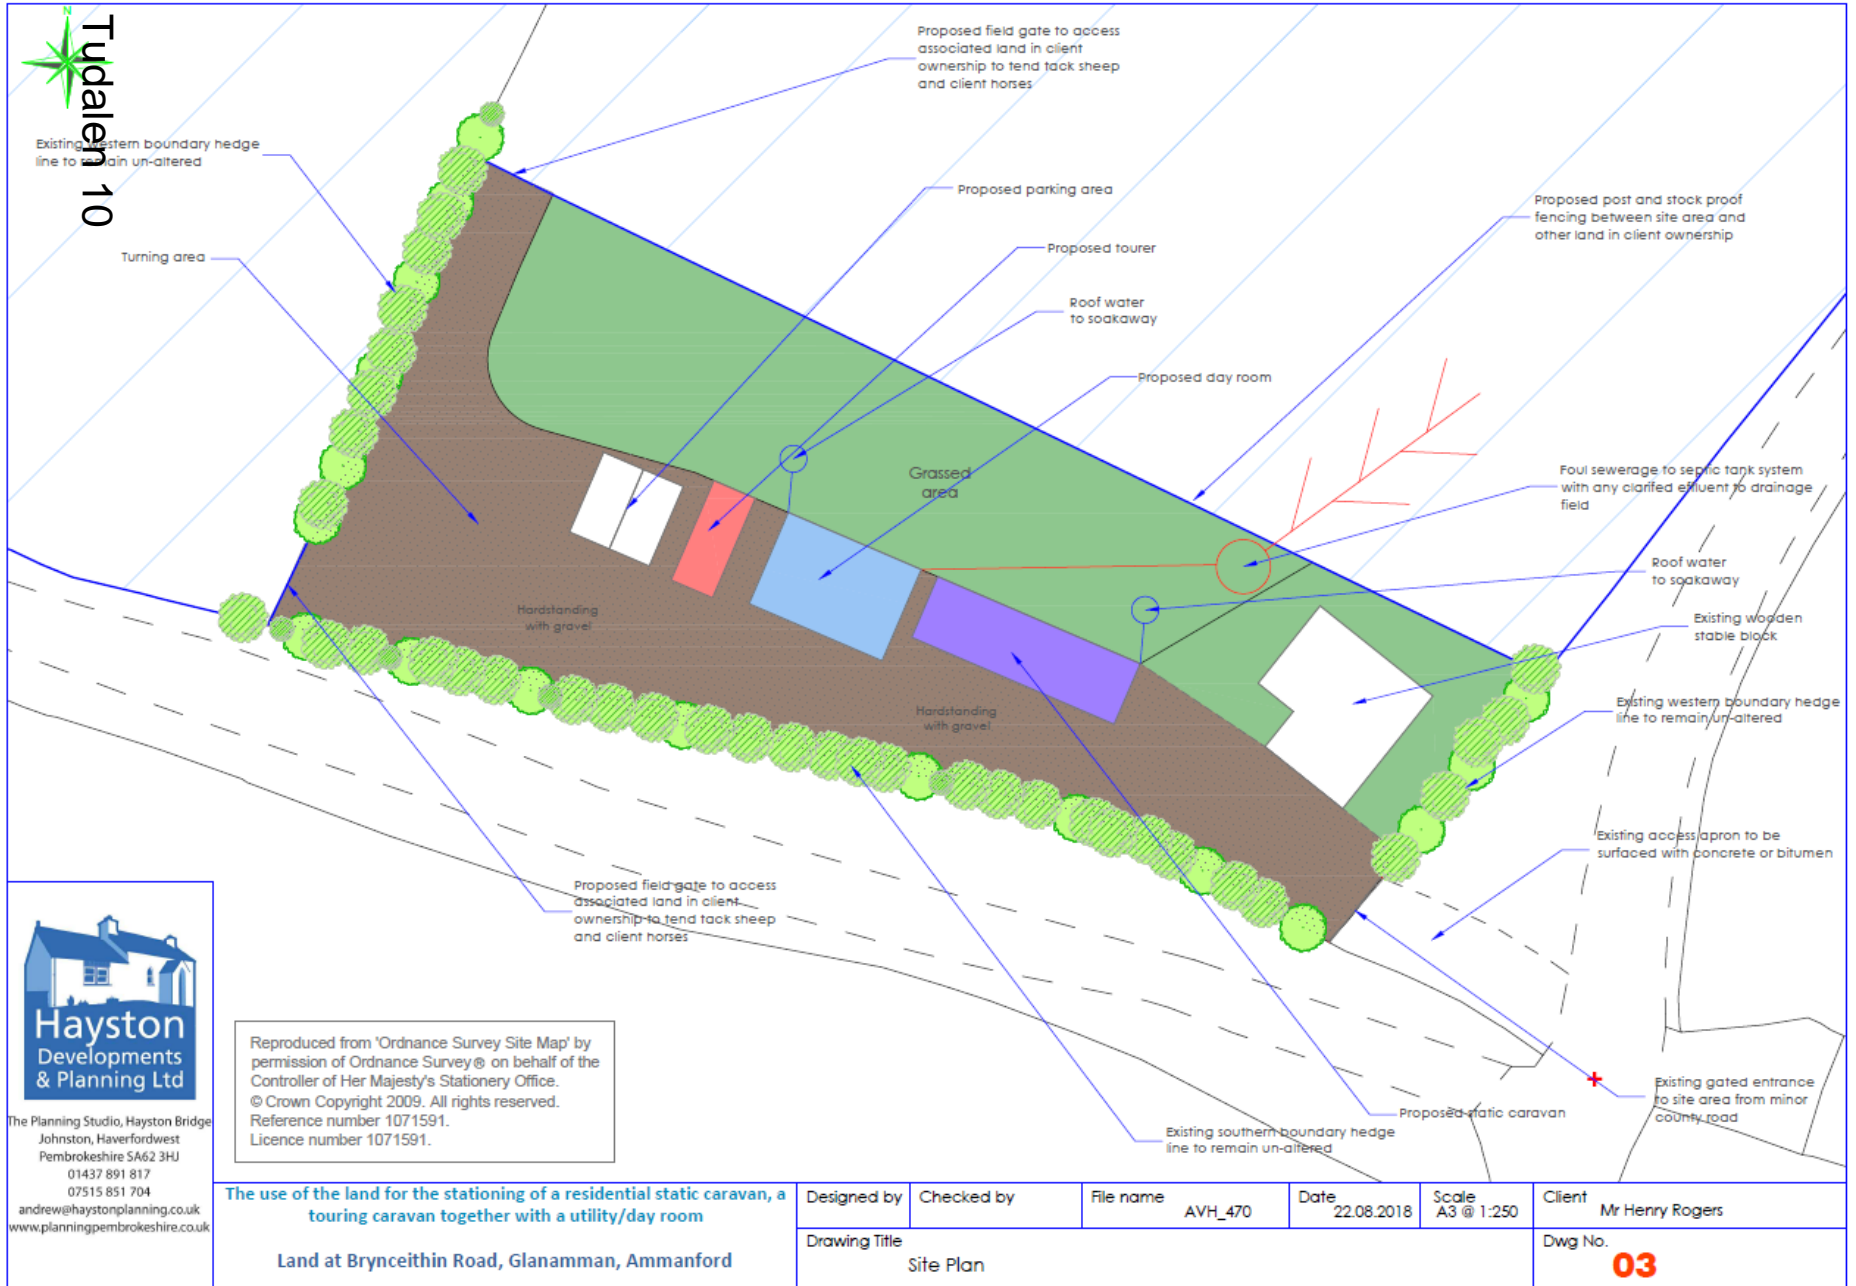 N
Tudalen 10
Proposed field gate to access
associated land in client
ownership to tend tack sheep
and client horses
Existing western boundary hedge
line to remain un-altered
Proposed parking area
Proposed post and stock proof
fencing between site area and
other land in client ownership
Turning area
Proposed tourer
Roof water
to soakaway
Proposed day room
Grassed
area
Foul sewerage to septic tank system
with any clarifed effluent to drainage
field
Roof water
to soakaway
Hardstanding
with gravel
Existing wooden
stable block
Existing western boundary hedge
line to remain un-altered
Hardstanding
with gravel
Existing access apron to be
surfaced with concrete or bitumen
Proposed field gate to access
associated land in client
ownership to tend tack sheep
and client horses
Existing gated entrance
to site area from minor
county road
Proposed static caravan
Existing southern boundary hedge
line to remain un-altered
Hayston
Developments
& Planning Ltd
The Planning Studio, Hayston Bridge
Johnston, Haverfordwest
Pembrokeshire SA62 3HJ
01437 891 817
07515 851 704
andrew@haystonplanning.co.uk
www.planningpembrokeshire.co.uk
Reproduced from 'Ordnance Survey Site Map' by
permission of Ordnance Survey® on behalf of the
Controller of Her Majesty's Stationery Office.
© Crown Copyright 2009. All rights reserved.
Reference number 1071591.
Licence number 1071591.
The use of the land for the stationing of a residential static caravan, a
touring caravan together with a utility/day room
Land at Brynceithin Road, Glanamman, Ammanford
Designed by
Checked by
File name
AVH_470
Date
22.08.2018
Scale
A3 @ 1:250
Client
Mr Henry Rogers
Drawing Title
Site Plan
Dwg No.
03